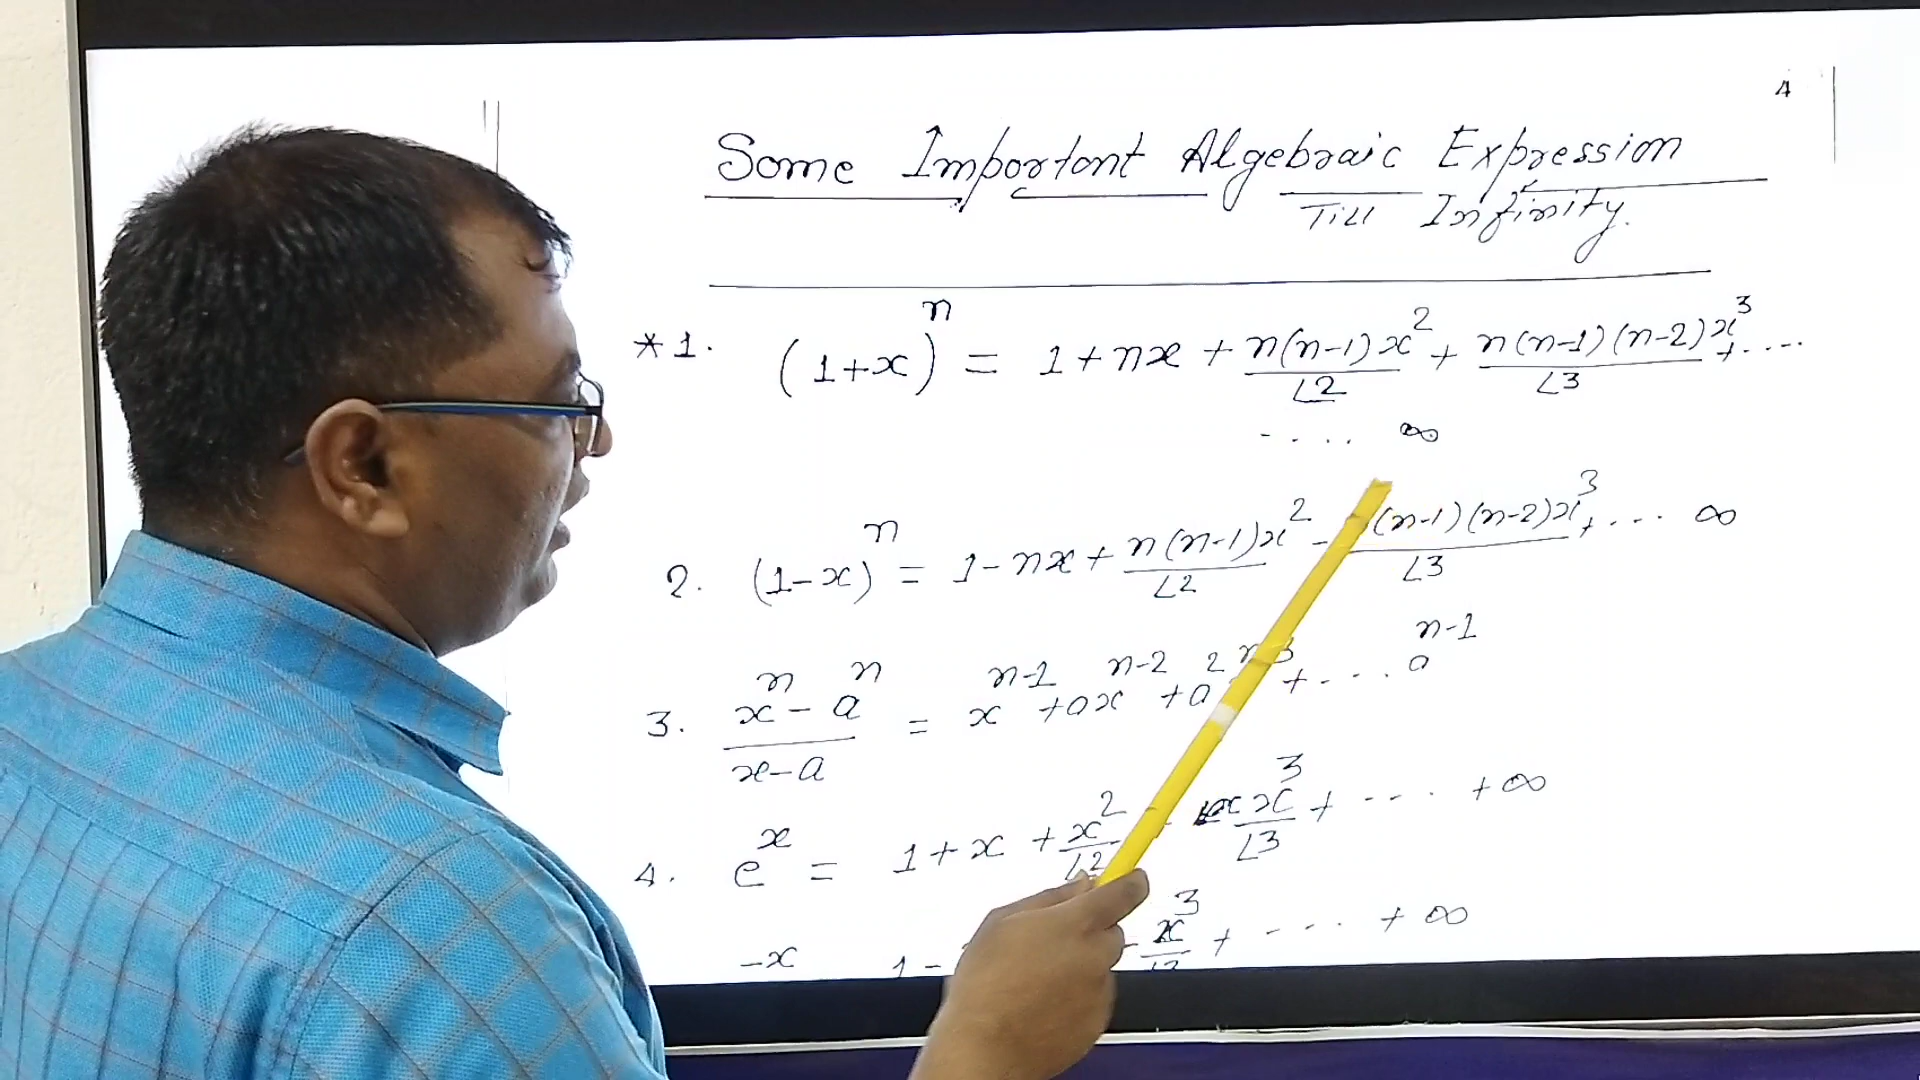 4
Some Important Algebraic Expression
Till Infinity.
*1. (1+x)^n = 1 + nx + n(n-1)x^2/∠2 + n(n-1)(n-2)x^3/∠3 + ....
.... ∞
2. (1-x)^n = 1 - nx + n(n-1)x^2/∠2 - (n-1)(n-2)x^3/∠3 + .... ∞
3. x^n - a^n / x-a = x^n-1 + ax^n-2 + a^2 + .... a^n-1
4. e^x = 1 + x + x^2/∠2 x^3/∠3 + .... + ∞
-x 1 - x^3/∠3 + .... + ∞